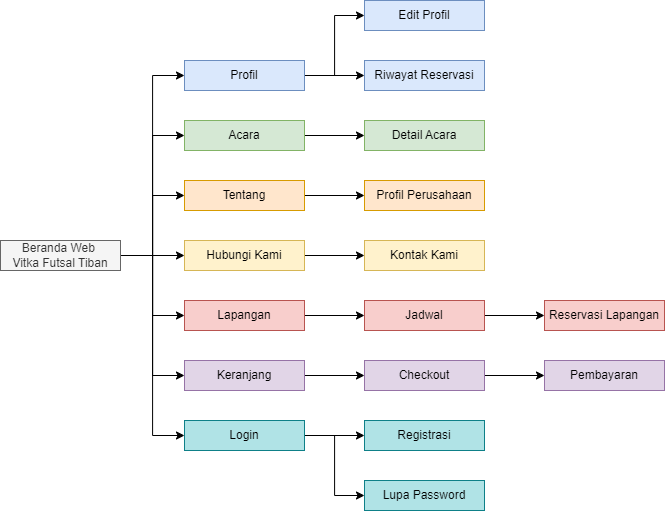 Edit Profil
Profil
Riwayat Reservasi
Acara
Detail Acara
Tentang
Profil Perusahaan
Beranda Web
Vitka Futsal Tiban
Hubungi Kami
Kontak Kami
Lapangan
Jadwal
Reservasi Lapangan
Keranjang
Checkout
Pembayaran
Login
Registrasi
Lupa Password